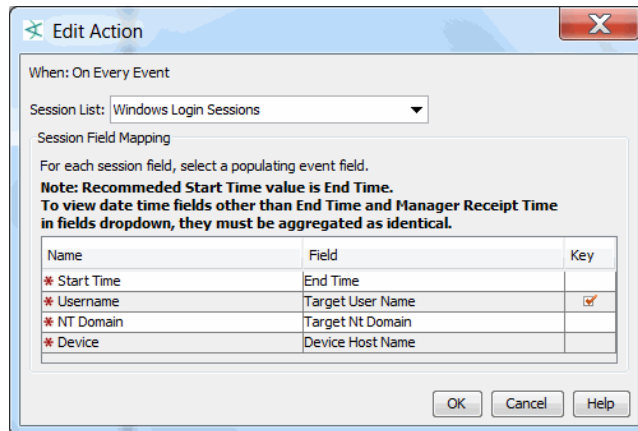 Edit Action
When: On Every Event
Session List: Windows Login Sessions
Session Field Mapping
For each session field, select a populating event field.
Note: Recommeded Start Time value is End Time.
To view date time fields other than End Time and Manager Receipt Time
in fields dropdown, they must be aggregated as identical.
Name Field Key
* Start Time End Time
* Username Target User Name
* NT Domain Target Nt Domain
* Device Device Host Name
OK Cancel Help